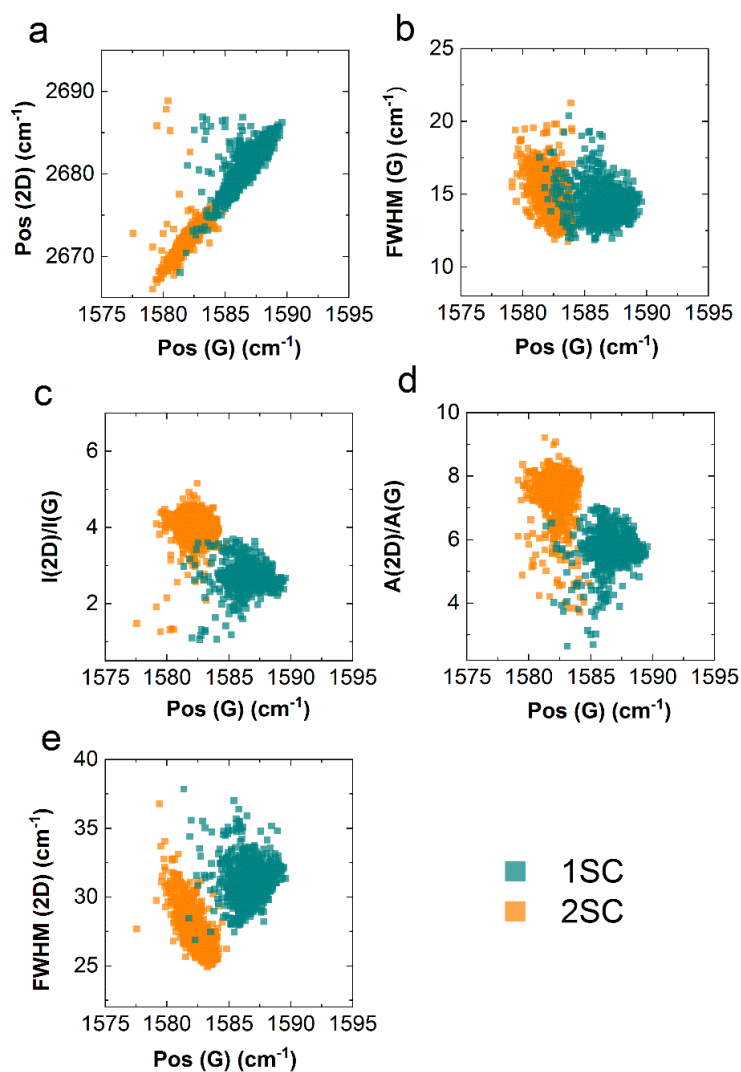 a
2690
2680
2670
Pos (2D) (cm⁻¹)
1575 1580 1585 1590 1595
Pos (G) (cm⁻¹)
b
25
20
15
10
FWHM (G) (cm⁻¹)
1575 1580 1585 1590 1595
Pos (G) (cm⁻¹)
c
6
4
2
I(2D)/I(G)
1575 1580 1585 1590 1595
Pos (G) (cm⁻¹)
d
10
8
6
4
A(2D)/A(G)
1575 1580 1585 1590 1595
Pos (G) (cm⁻¹)
e
40
35
30
25
FWHM (2D) (cm⁻¹)
1575 1580 1585 1590 1595
Pos (G) (cm⁻¹)
1SC
2SC